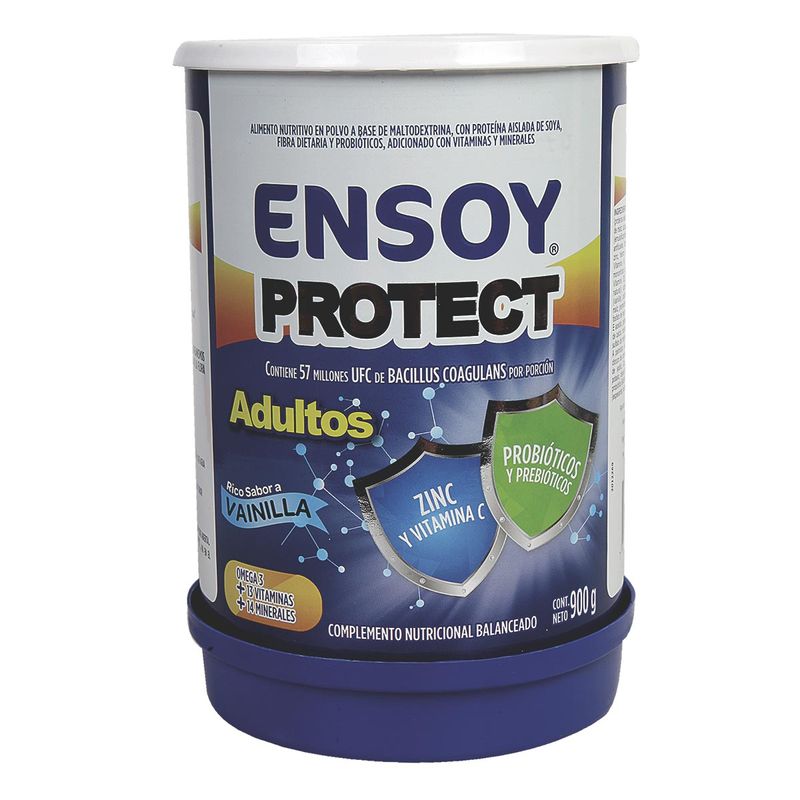 ALIMENTO NUTRITIVO EN POLVO A BASE DE MALTODEXTRINA, CON PROTEÍNA AISLADA DE SOYA,
FIBRA DIETARIA Y PROBIÓTICOS, ADICIONADO CON VITAMINAS Y MINERALES
ENSOY®
PROTECT
CONTIENE 57 MILLONES UFC DE BACILLUS COAGULANS POR PORCIÓN
Adultos
PROBIÓTICOS
Y PREBIÓTICOS
ZINC
Y VITAMINA C
Rico Sabor a
VAINILLA
OMEGA 3
+ 13 VITAMINAS
+ 14 MINERALES
CONT.
NETO 900 g
COMPLEMENTO NUTRICIONAL BALANCEADO